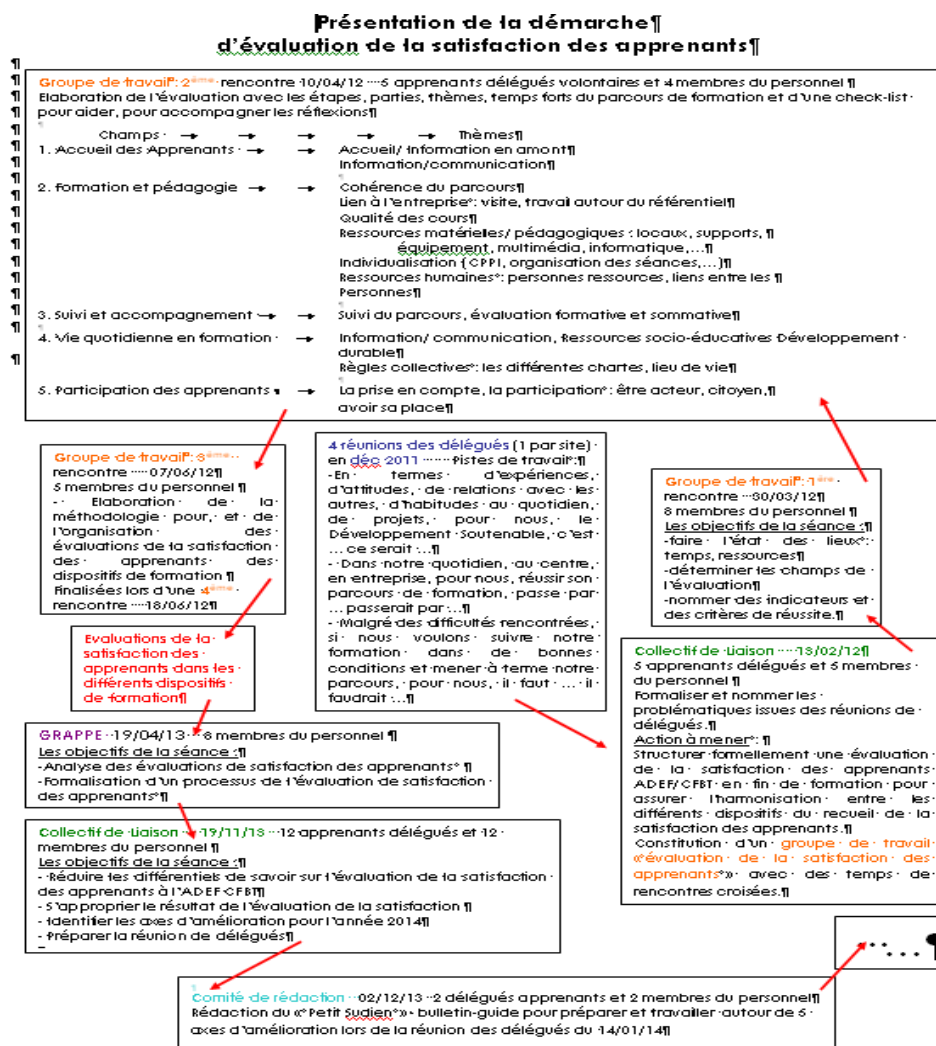 Présentation de la démarche¶
d'évaluation de la satisfaction des apprenants¶
Groupe de travail°: 2ème rencontre 10/04/12 5 apprenants délégués volontaires et 4 membres du personnel ¶
Elaboration de l'évaluation avec les étapes, parties, thèmes, temps forts du parcours de formation et d'une check-list
pour aider, pour accompagner les réflexions¶
Champs → → → → → Thèmes¶
1. Accueil des Apprenants → → Accueil/ Information en amont¶
Information/communication¶
2. Formation et pédagogie → → Cohérence du parcours¶
Lien à l'entreprise°: visite, travail autour du référentiel¶
Qualité des cours¶
Ressources matérielles/ pédagogiques : locaux, supports, ¶
équipement, multimédia, informatique,…¶
Individualisation (CPPI, organisation des séances,…)¶
Ressources humaines°: personnes ressources, liens entre les ¶
Personnes¶
3. Suivi et accompagnement → → Suivi du parcours, évaluation formative et sommative¶
4. Vie quotidienne en formation → Information/ communication, Ressources socio-éducatives Développement
durable¶
Règles collectives°: les différentes chartes, lieu de vie¶
5. Participation des apprenants → La prise en compte, la participation°: être acteur, citoyen,¶
avoir sa place¶
Groupe de travail°: 3ème
rencontre 07/06/12¶
5 membres du personnel ¶
- Elaboration de la
méthodologie pour, et de
l'organisation des
évaluations de la satisfaction
des apprenants des
dispositifs de formation ¶
Finalisées lors d'une 4ème
rencontre 18/06/12¶
4 réunions des délégués (1 par site)
en déc 2011 Pistes de travail°:¶
-En termes d'expériences,
d'attitudes, de relations avec les
autres, d'habitudes au quotidien,
de projets, pour nous, le
Développement Soutenable, c'est
… ce serait …¶
- Dans notre quotidien, au centre,
en entreprise, pour nous, réussir son
parcours de formation, passe par
… passerait par …¶
- Malgré des difficultés rencontrées,
si nous voulons suivre notre
formation dans de bonnes
conditions et mener à terme notre
parcours, pour nous, il faut … il
faudrait …¶
Groupe de travail°: 1ère
rencontre 30/03/12¶
8 membres du personnel ¶
Les objectifs de la séance :¶
-faire l'état des lieux°:
temps, ressources¶
-déterminer les champs de
l'évaluation¶
-nommer des indicateurs et
des critères de réussite.¶
Evaluations de la
satisfaction des
apprenants dans les
différents dispositifs
de formation¶
Collectif de Liaison 13/02/12¶
5 apprenants délégués et 5 membres
du personnel ¶
Formaliser et nommer les
problématiques issues des réunions de
délégués.¶
Action à mener°: ¶
Structurer formellement une évaluation
de la satisfaction des apprenants
ADEF/CFBT en fin de formation pour
assurer l'harmonisation entre les
différents dispositifs du recueil de la
satisfaction des apprenants.¶
Constitution d'un groupe de travail
«évaluation de la satisfaction des
apprenants°» avec des temps de
rencontres croisées.¶
GRAPPE 19/04/13 8 membres du personnel ¶
Les objectifs de la séance :¶
-Analyse des évaluations de satisfaction des apprenants° ¶
-Formalisation d'un processus de l'évaluation de satisfaction
des apprenants°¶
Collectif de Liaison 19/11/13 12 apprenants délégués et 12
membres du personnel ¶
Les objectifs de la séance :¶
- Réduire les différentiels de savoir sur l'évaluation de la satisfaction
des apprenants à l'ADEF CFBT¶
- S'approprier le résultat de l'évaluation de la satisfaction ¶
- Identifier les axes d'amélioration pour l'année 2014¶
- Préparer la réunion de délégués¶
…… ¶
Comité de rédaction 02/12/13 2 délégués apprenants et 2 membres du personnel¶
Rédaction du «°Petit Sudien°» bulletin-guide pour préparer et travailler autour de 5
axes d'amélioration lors de la réunion des délégués du 14/01/14¶